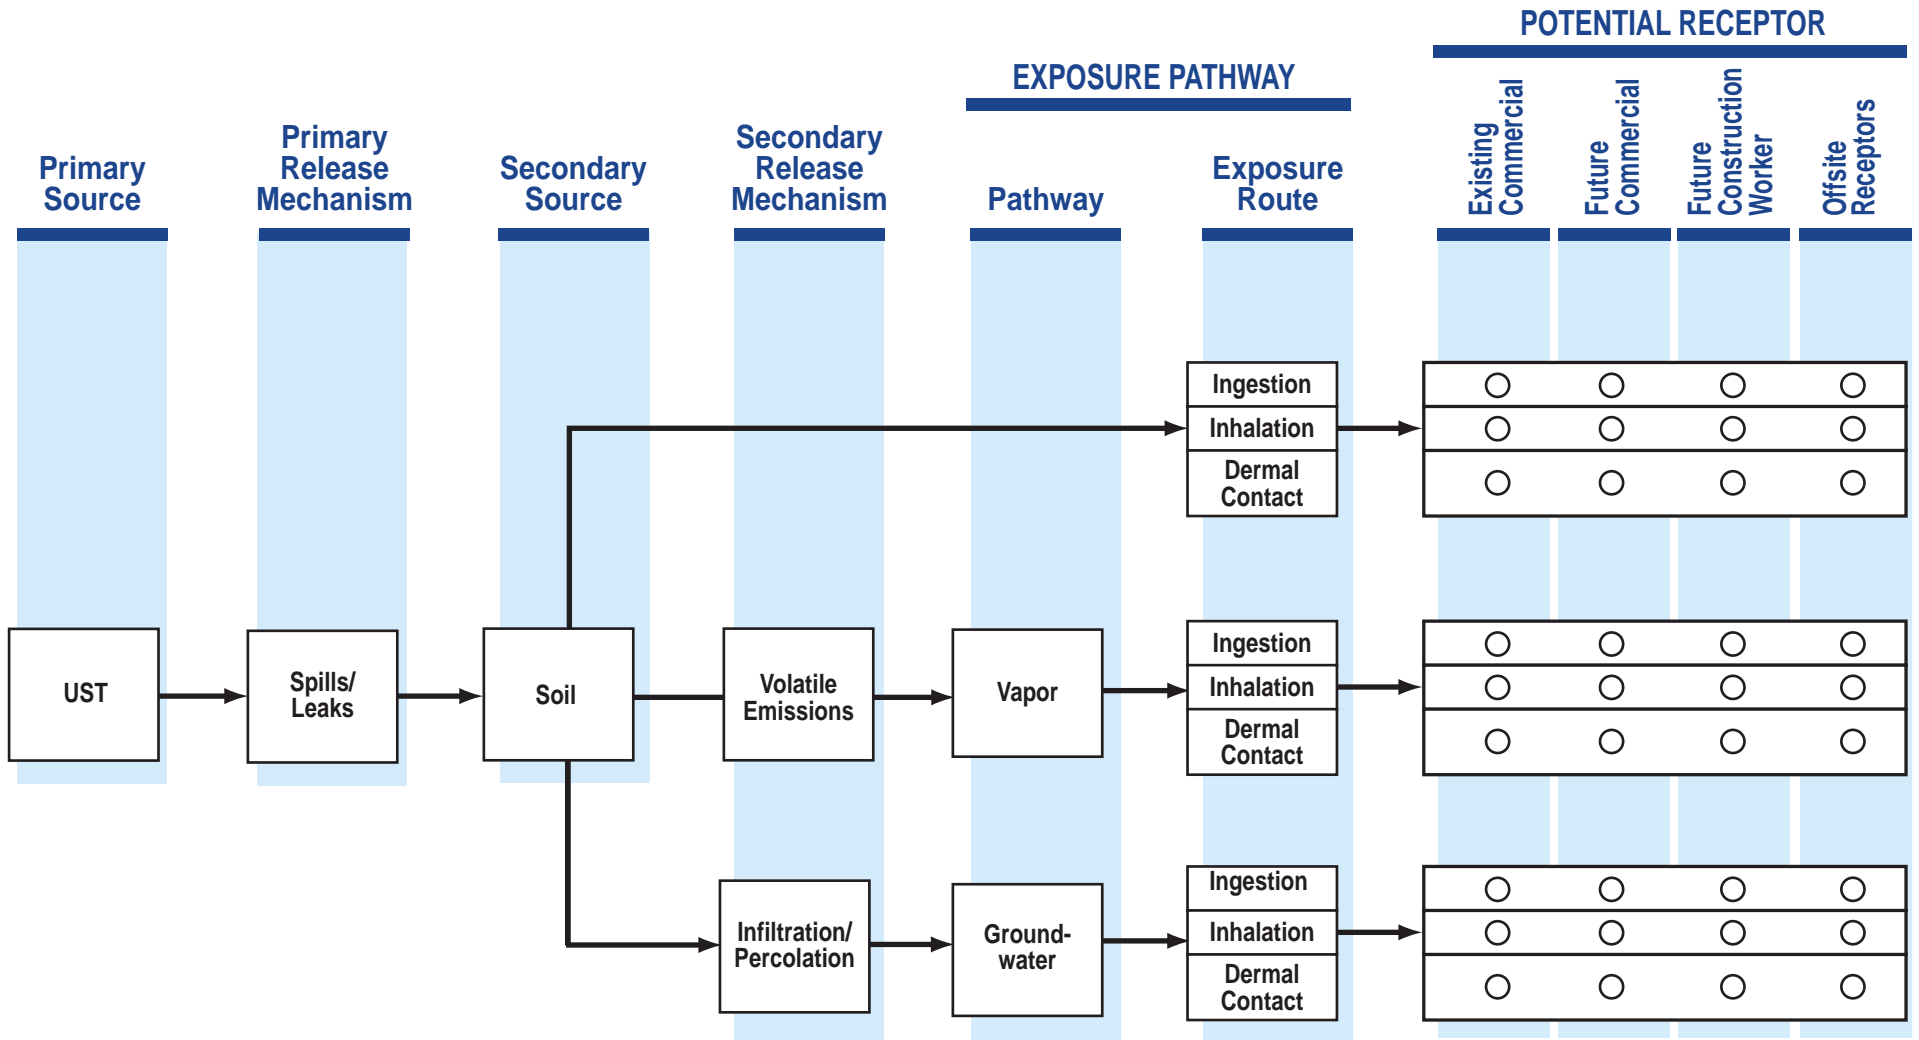 POTENTIAL RECEPTOR
EXPOSURE PATHWAY
Primary
Source
Primary
Release
Mechanism
Secondary
Source
Secondary
Release
Mechanism
Pathway
Exposure
Route
Existing
Commercial
Future
Commercial
Future
Construction
Worker
Offsite
Receptors
Ingestion
Inhalation
Dermal
Contact
UST
Spills/
Leaks
Soil
Volatile
Emissions
Vapor
Ingestion
Inhalation
Dermal
Contact
Infiltration/
Percolation
Ground-
water
Ingestion
Inhalation
Dermal
Contact